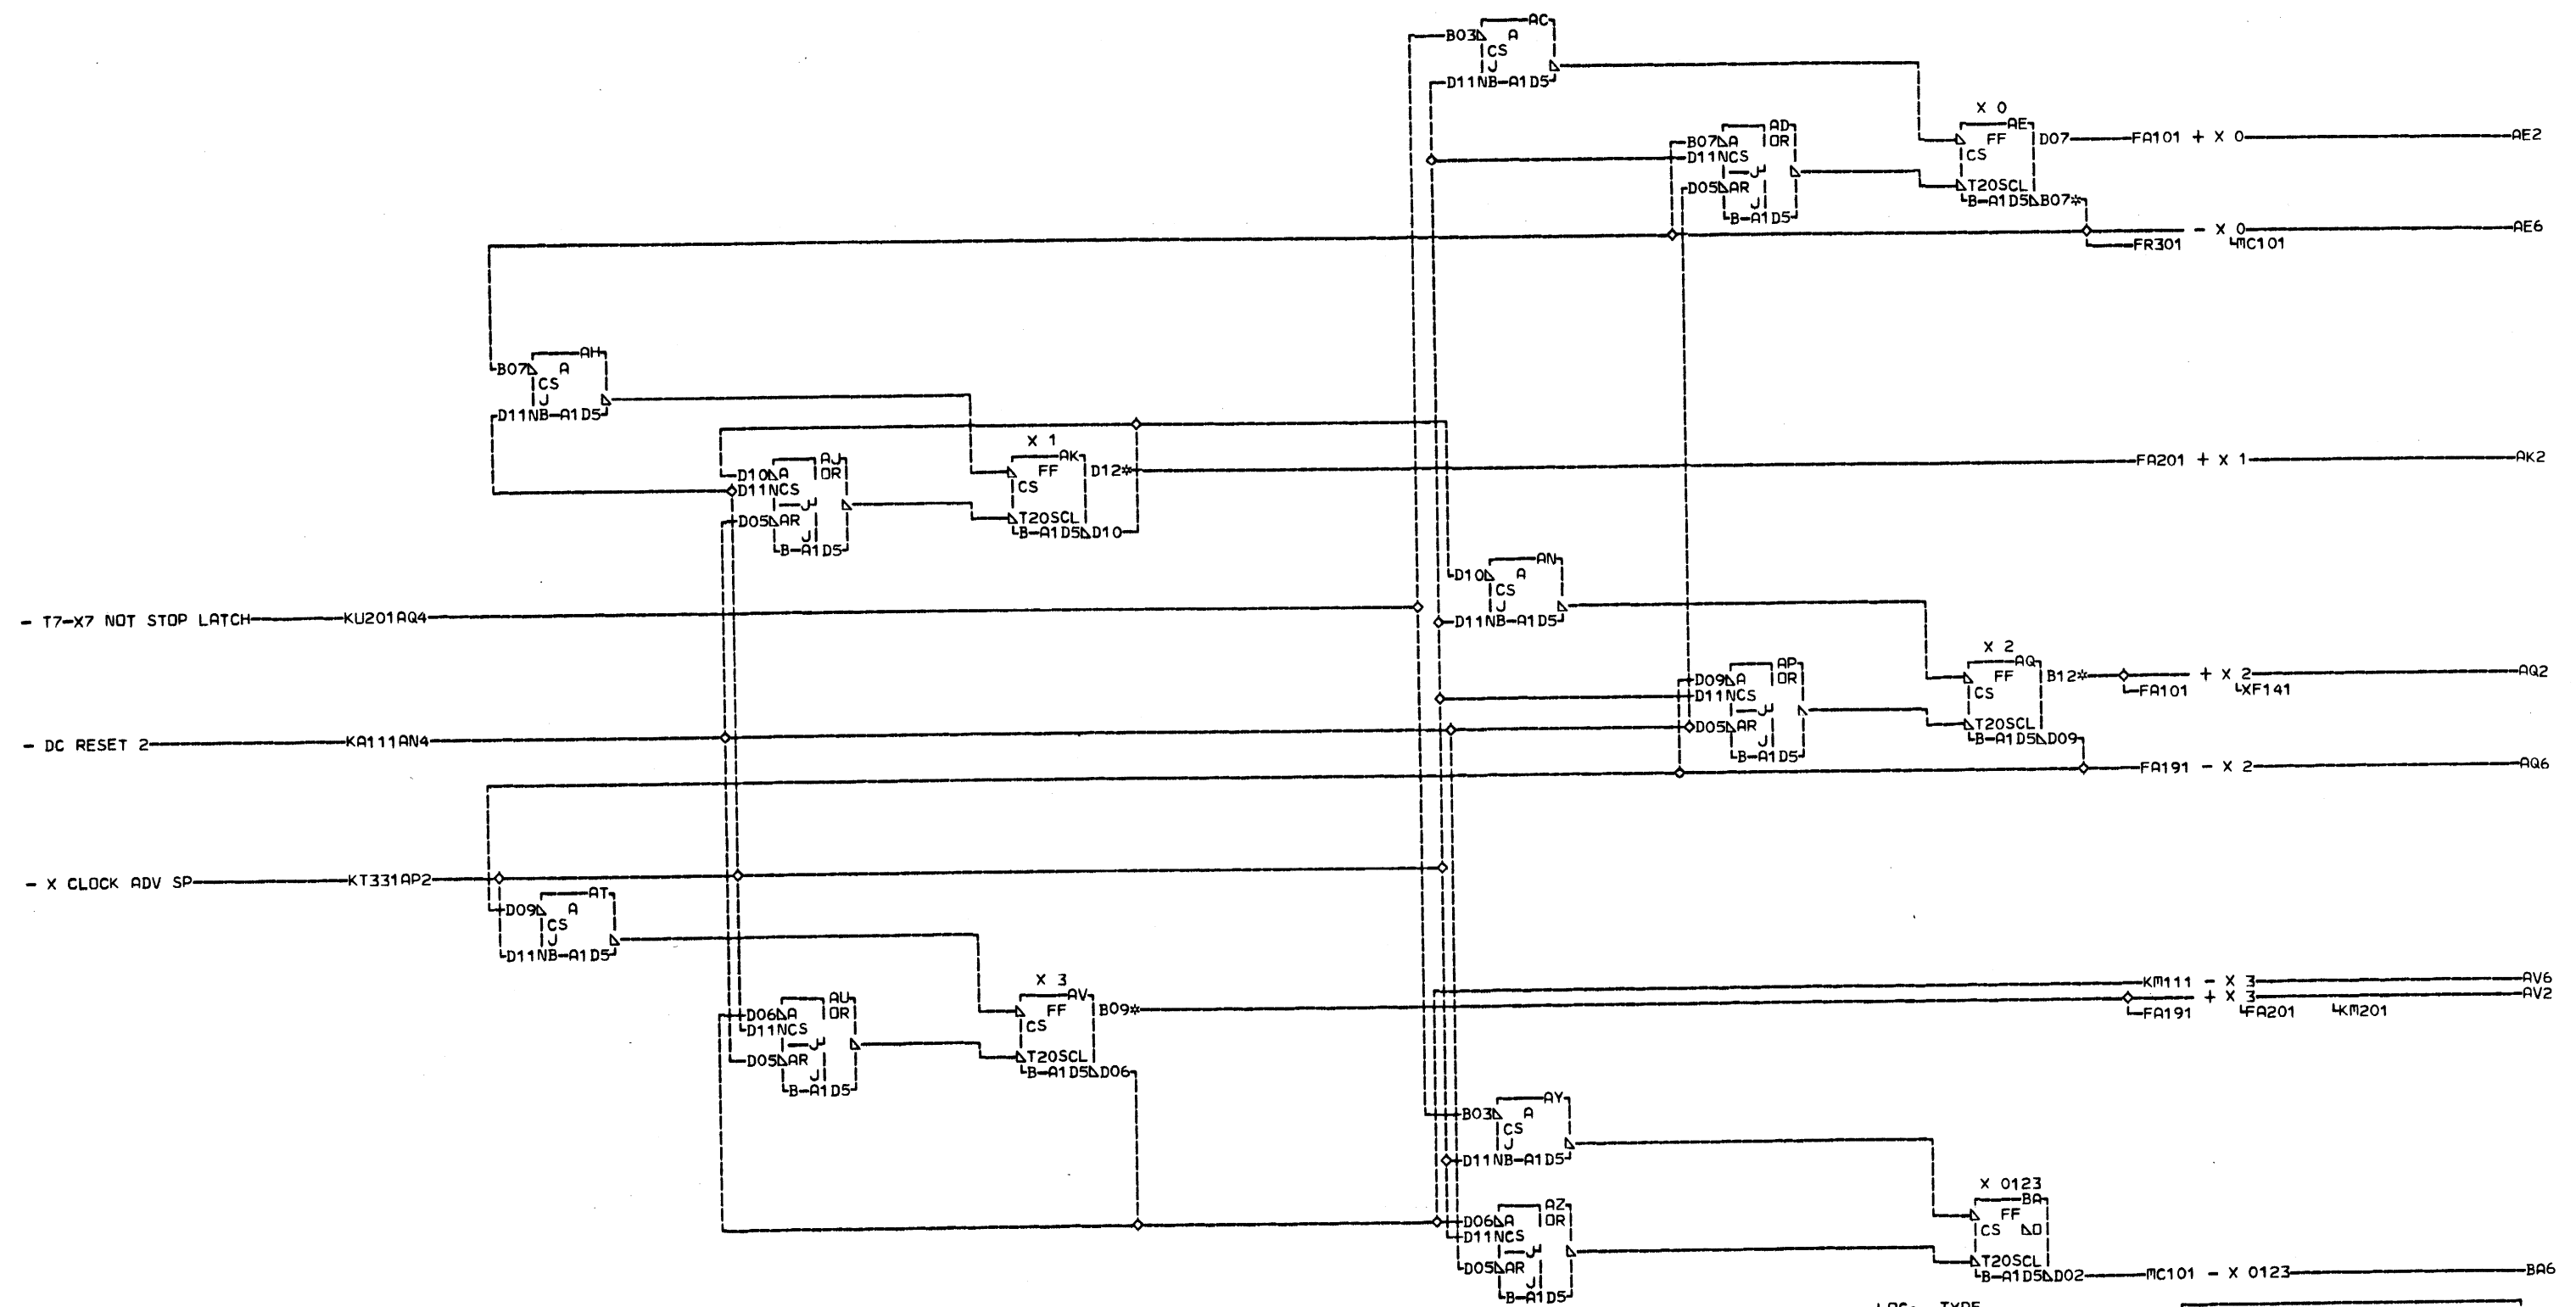 AC
B03 A
CS
J
D11NB-A1D5
X 0
AD
B07 A OR
D11NCS
J
D05 AR
J
B-A1D5
AE
FF D07 FA101 + X 0 AE2
CS
T20SCL
B-A1D5 B07*
- X 0 AE6
FR301 MC101
AH
B07 A
CS
J
D11NB-A1D5
X 1
AJ
D10 A OR
D11NCS
J
D05 AR
J
B-A1D5
AK
FF D12* FA201 + X 1 AK2
CS
T20SCL
B-A1D5 D10
AN
D10 A
CS
J
D11NB-A1D5
- T7-X7 NOT STOP LATCH KU201AQ4
X 2
AP
D09 A OR
D11NCS
J
D05 AR
J
B-A1D5
AQ
FF B12* + X 2 AQ2
CS FA101 XF141
T20SCL
B-A1D5 D09
- DC RESET 2 KA111AN4
FA191 - X 2 AQ6
- X CLOCK ADV SP KT331AP2
AT
D09 A
CS
J
D11NB-A1D5
X 3
AU
D06 A OR
D11NCS
J
D05 AR
J
B-A1D5
AV
FF B09*
CS
T20SCL
B-A1D5 D06
KM111 - X 3 AV6
+ X 3 AV2
FA191 FA201 KM201
AY
B03 A
CS
J
D11NB-A1D5
X 0123
AZ
D06 A OR
D11NCS
J
D05 AR
J
B-A1D5
BA
FF
CS
T20SCL
B-A1D5 D02 MC101 - X 0123 BA6